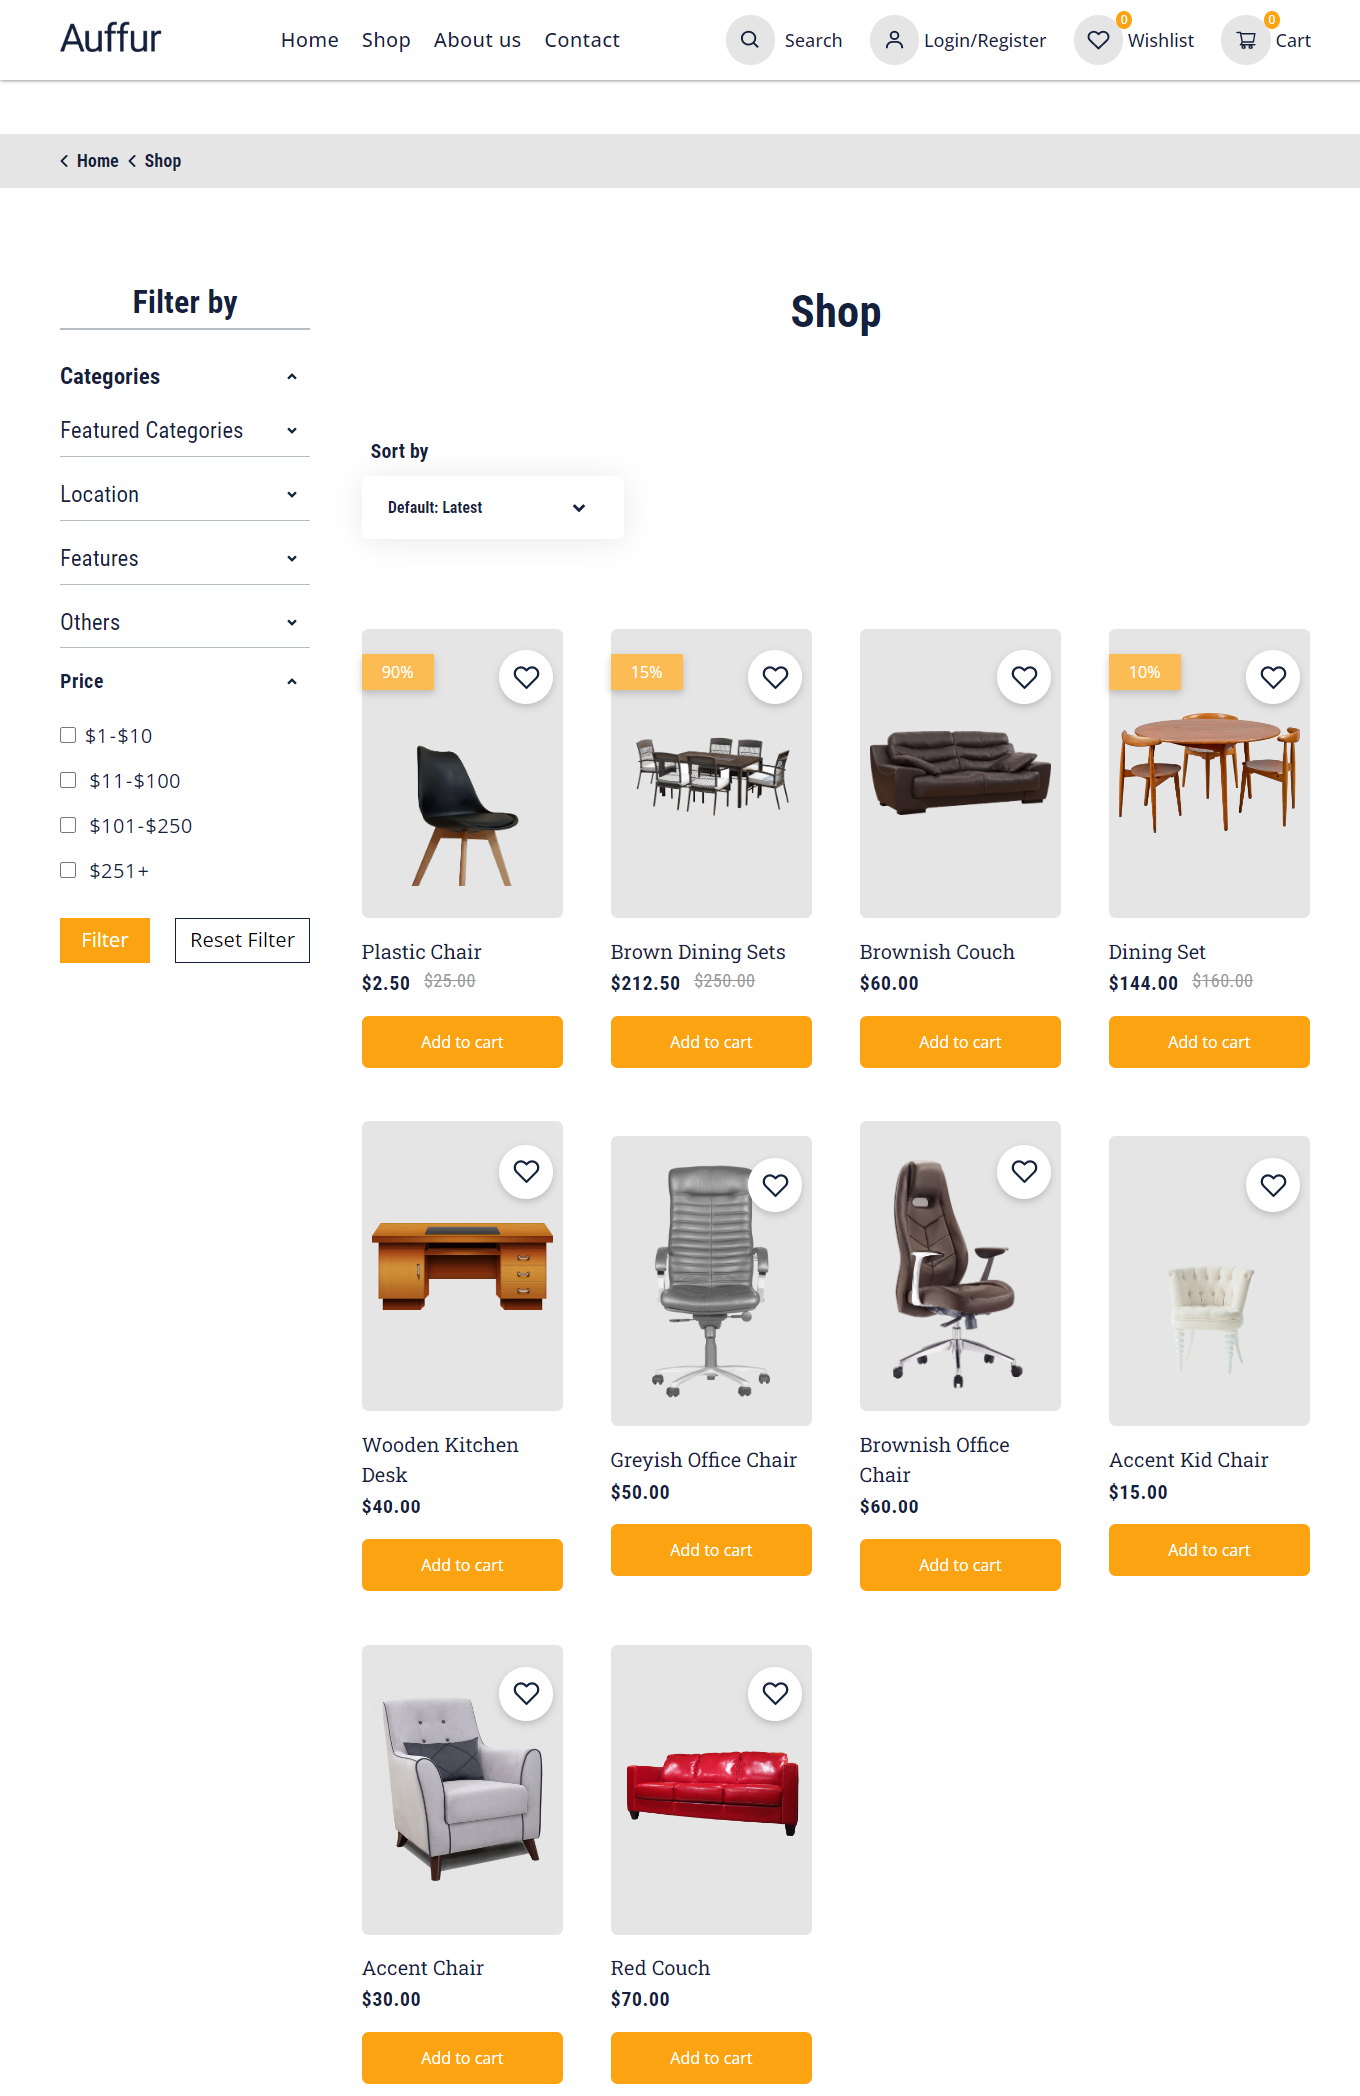 Auffur
Home Shop About us Contact
Search
Login/Register
0
Wishlist
0
Cart
Home Shop
Filter by
Categories
Featured Categories
Location
Features
Others
Price
$1-$10
$11-$100
$101-$250
$251+
Filter
Reset Filter
Shop
Sort by
Default: Latest
90%
Plastic Chair
$2.50 $25.00
Add to cart
15%
Brown Dining Sets
$212.50 $250.00
Add to cart
Brownish Couch
$60.00
Add to cart
10%
Dining Set
$144.00 $160.00
Add to cart
Wooden Kitchen
Desk
$40.00
Add to cart
Greyish Office Chair
$50.00
Add to cart
Brownish Office
Chair
$60.00
Add to cart
Accent Kid Chair
$15.00
Add to cart
Accent Chair
$30.00
Add to cart
Red Couch
$70.00
Add to cart